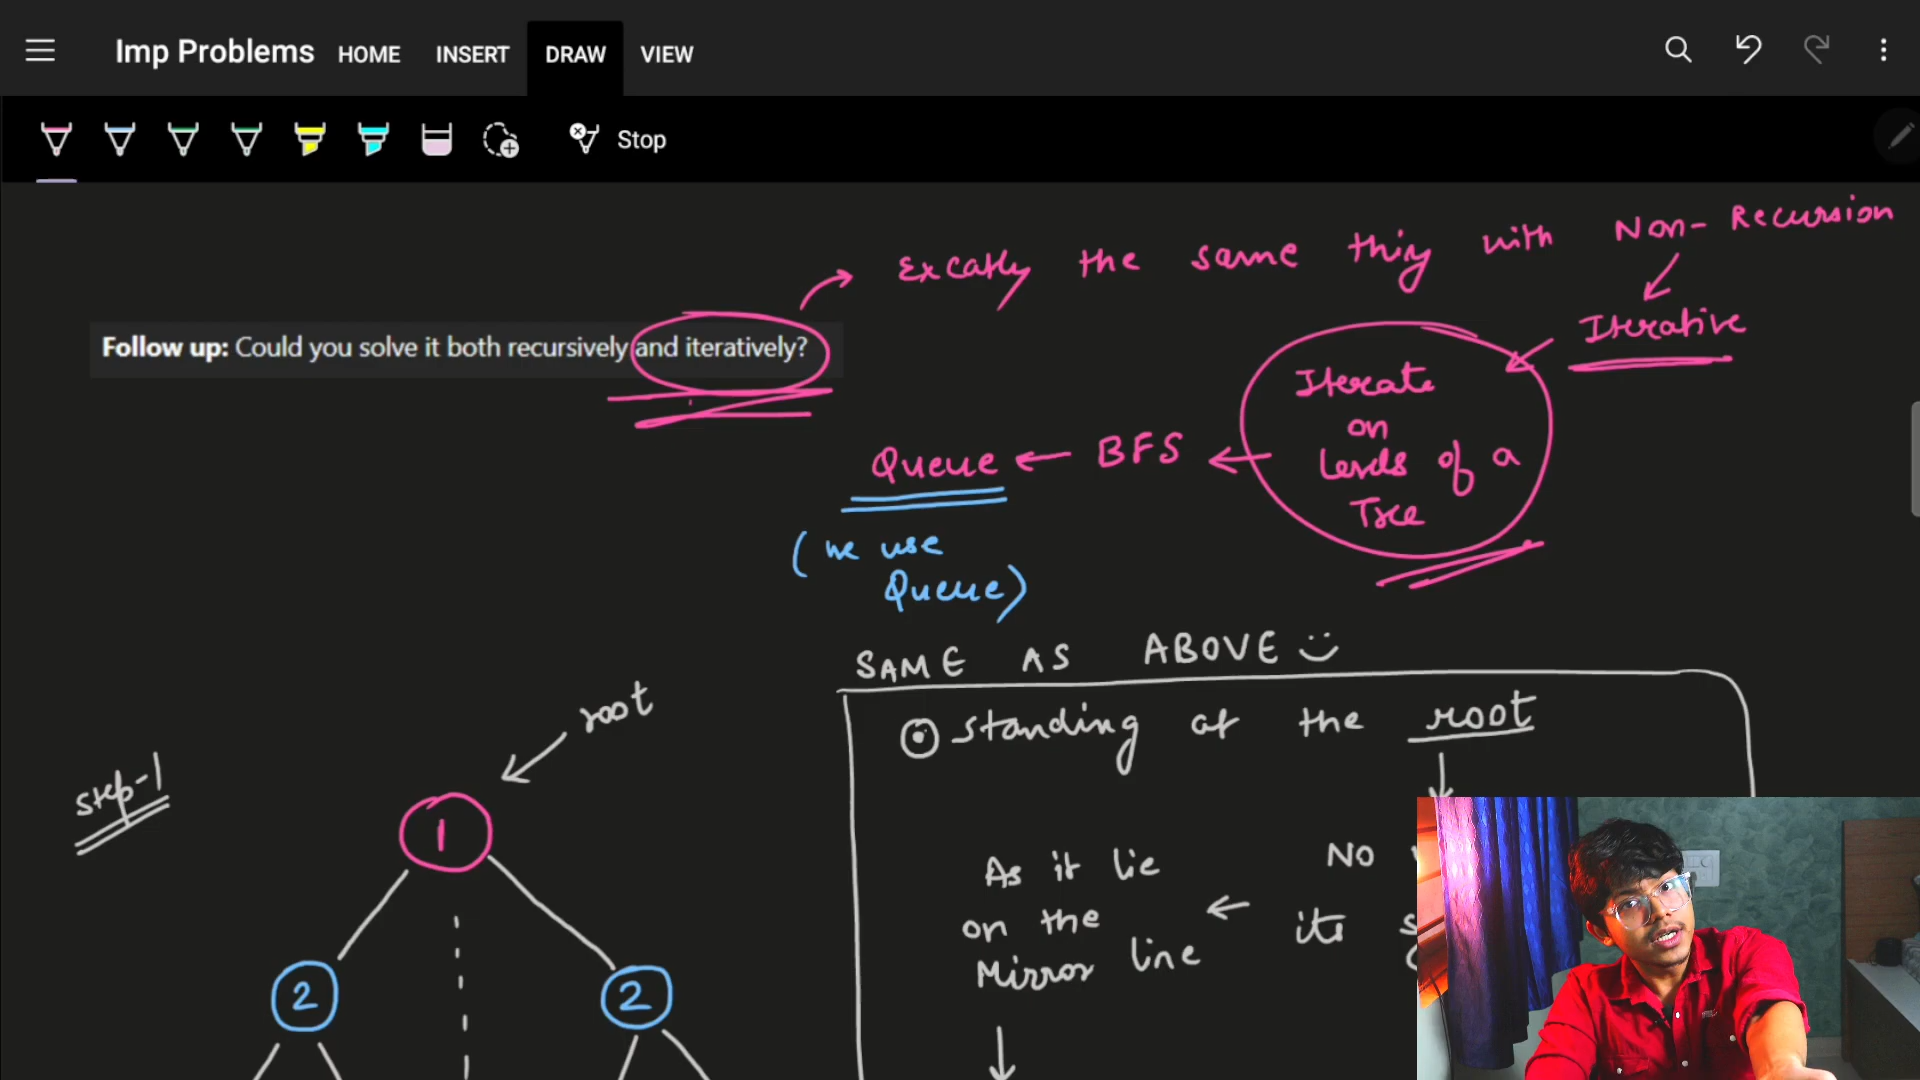 Imp Problems HOME INSERT DRAW VIEW
Stop
Excatly the same thing with Non-Recursion
Follow up: Could you solve it both recursively and iteratively?
Iterative
Iterate
on
levels of a
Tree
Queue ← BFS ←
(we use
Queue)
SAME AS ABOVE
standing at the root
root
step-1
1
As it lie
on the
Mirror line
No
← its
2
2